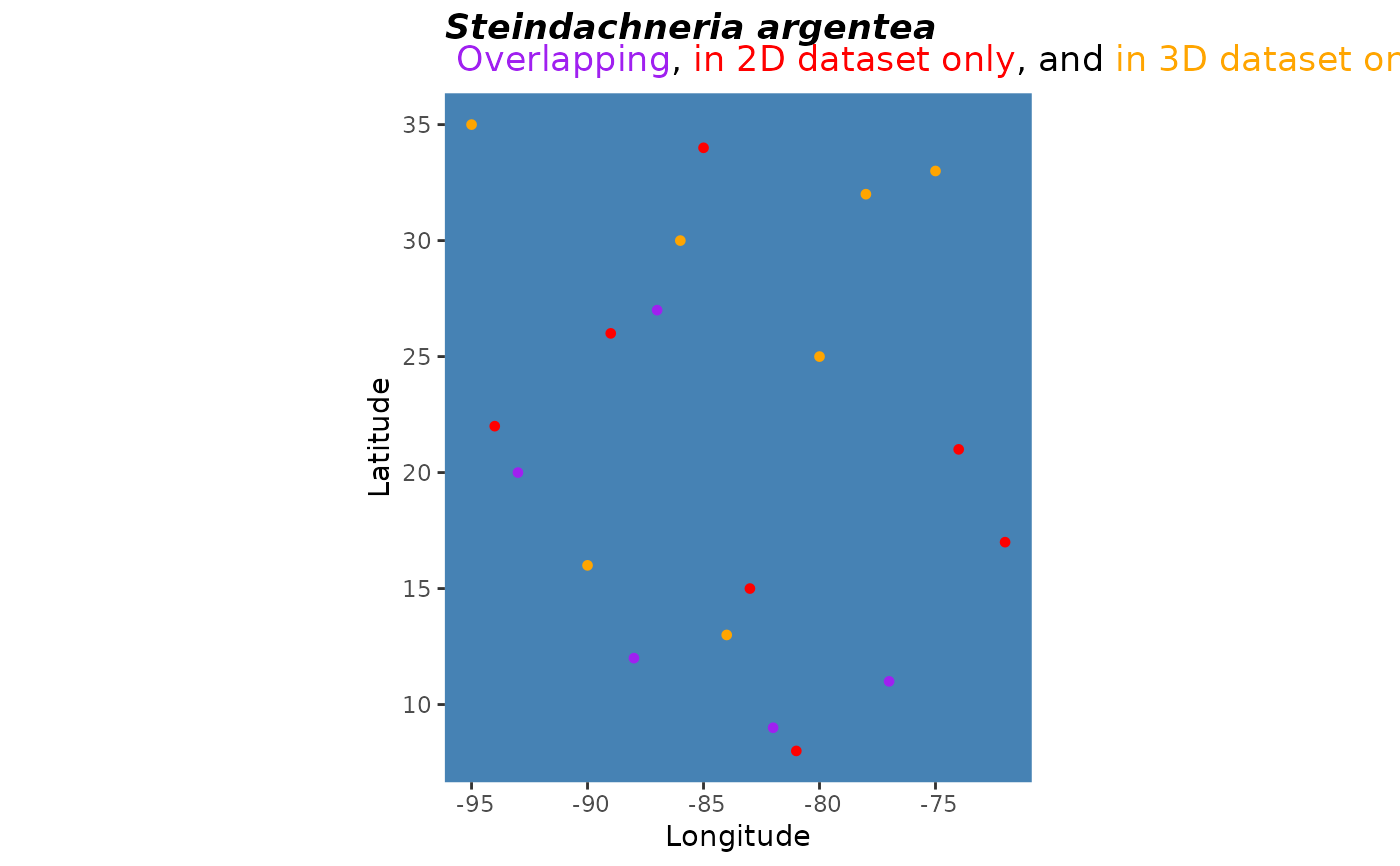 Steindachneria argentea
Overlapping, in 2D dataset only, and in 3D dataset
35
30
25
20
15
10
Latitude
-95 -90 -85 -80 -75
Longitude